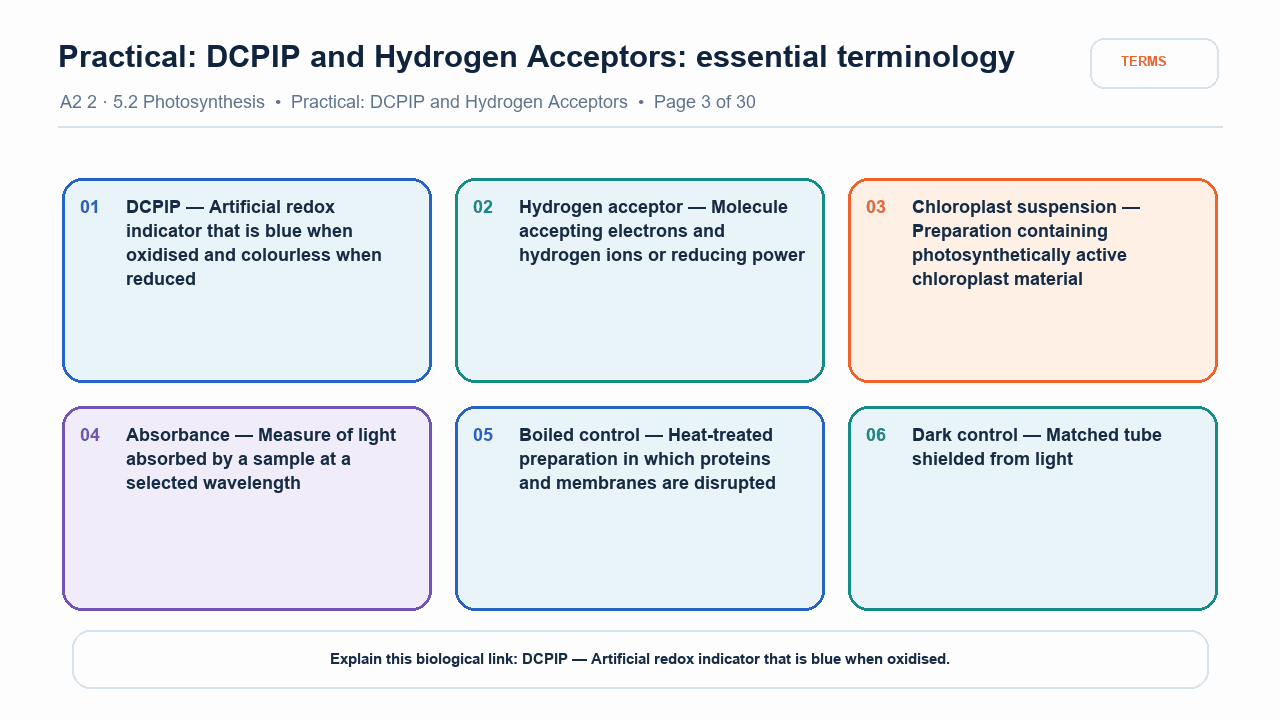 Practical: DCPIP and Hydrogen Acceptors: essential terminology
TERMS
A2 2 · 5.2 Photosynthesis • Practical: DCPIP and Hydrogen Acceptors • Page 3 of 30
01
DCPIP — Artificial redox
indicator that is blue when
oxidised and colourless when
reduced
02
Hydrogen acceptor — Molecule
accepting electrons and
hydrogen ions or reducing power
03
Chloroplast suspension —
Preparation containing
photosynthetically active
chloroplast material
04
Absorbance — Measure of light
absorbed by a sample at a
selected wavelength
05
Boiled control — Heat-treated
preparation in which proteins
and membranes are disrupted
06
Dark control — Matched tube
shielded from light
Explain this biological link: DCPIP — Artificial redox indicator that is blue when oxidised.